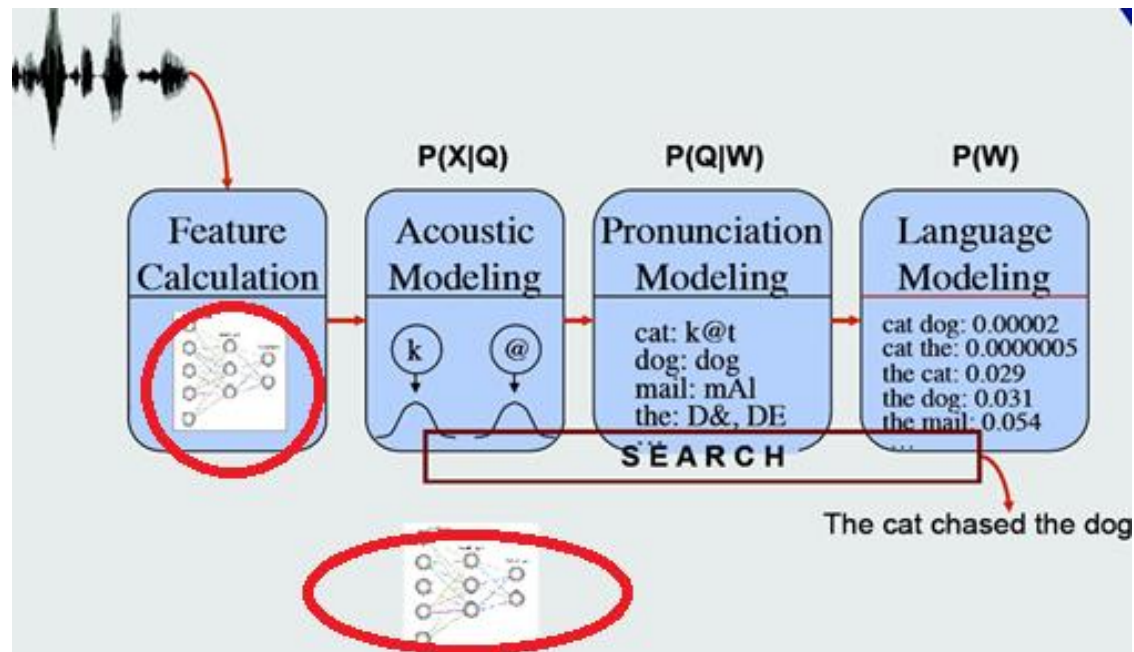 P(X|Q)
P(Q|W)
P(W)
Feature
Calculation
Acoustic
Modeling
k
@
Pronunciation
Modeling
cat: k@t
dog: dog
mail: mAl
the: D&, DE
...
Language
Modeling
cat dog: 0.00002
cat the: 0.0000005
the cat: 0.029
the dog: 0.031
the mail: 0.054
...
SEARCH
The cat chased the dog